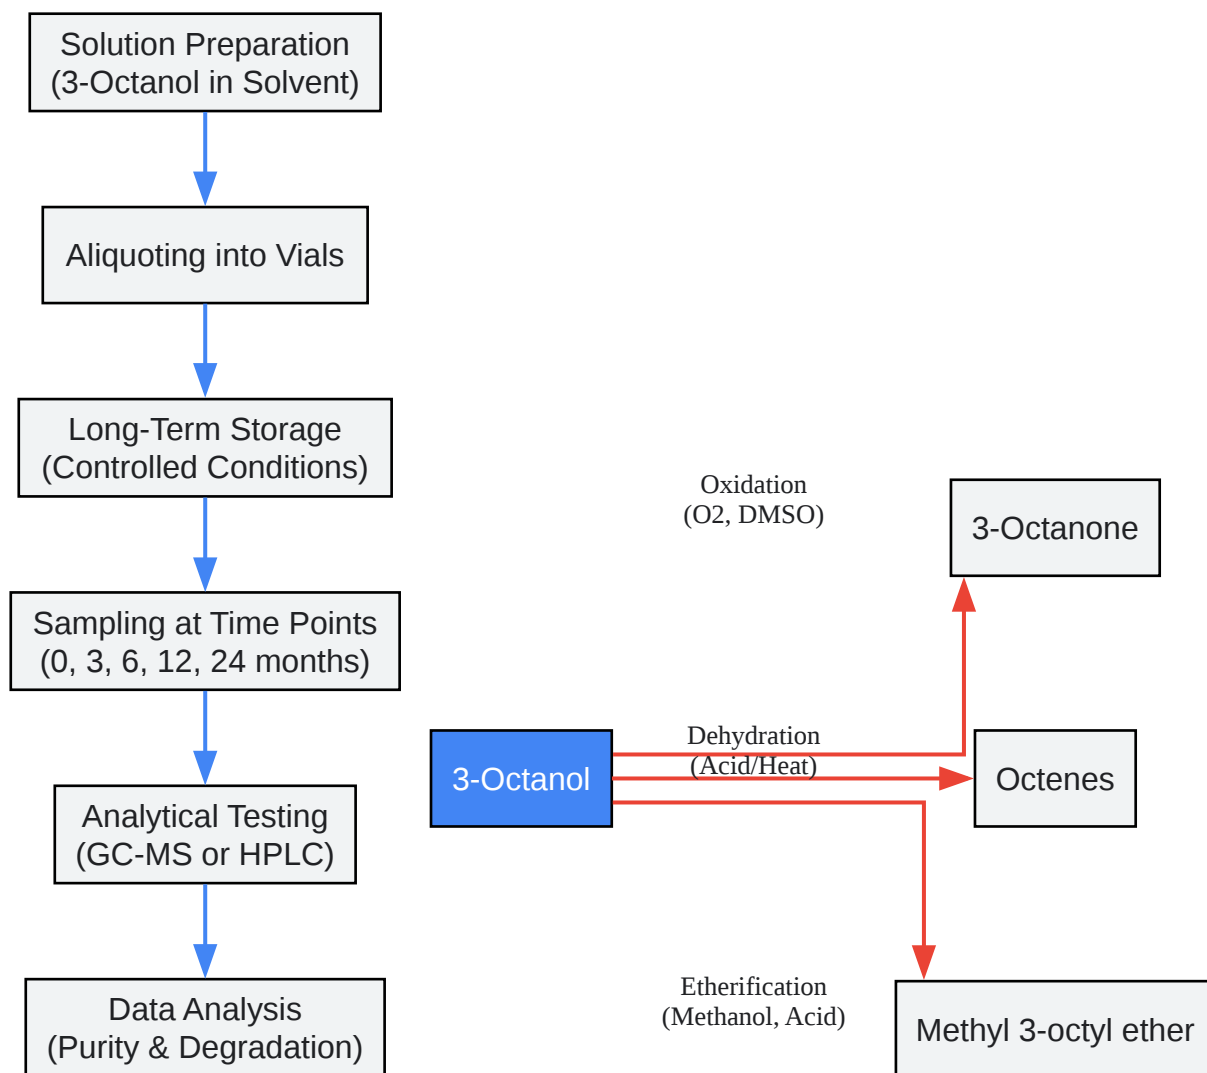 Solution Preparation
(3-Octanol in Solvent)
Aliquoting into Vials
Long-Term Storage
(Controlled Conditions)
Sampling at Time Points
(0, 3, 6, 12, 24 months)
Analytical Testing
(GC-MS or HPLC)
Data Analysis
(Purity & Degradation)
3-Octanol
Oxidation
(O2, DMSO)
3-Octanone
Dehydration
(Acid/Heat)
Octenes
Etherification
(Methanol, Acid)
Methyl 3-octyl ether